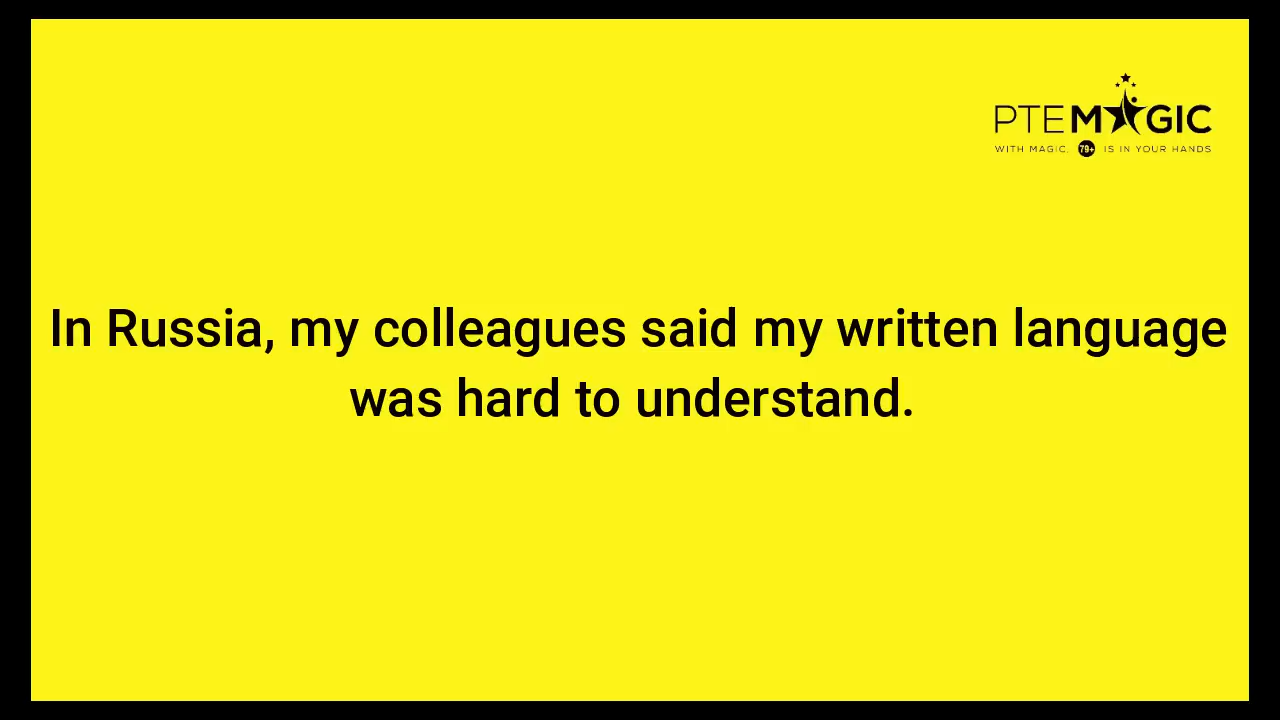 PTEMAGIC
WITH MAGIC, 79+ IS IN YOUR HANDS
In Russia, my colleagues said my written language
was hard to understand.